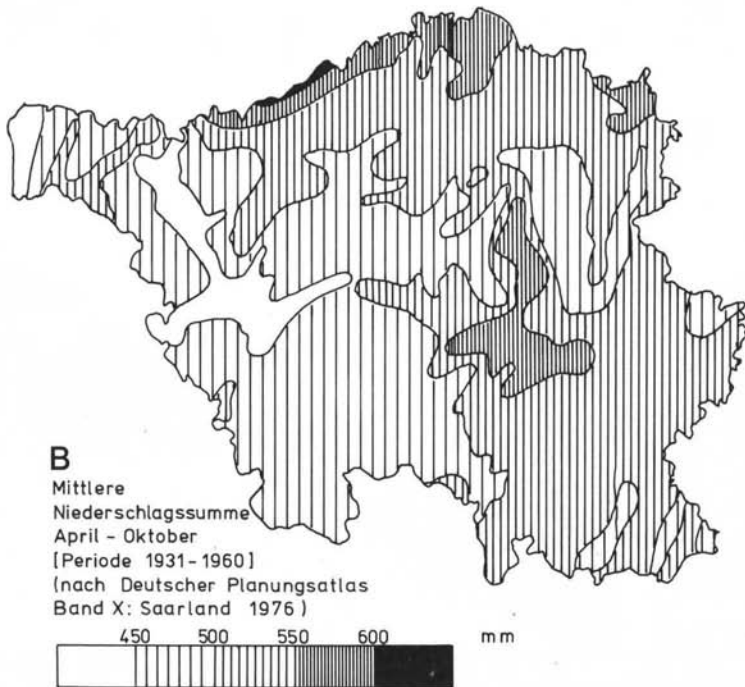 B
Mittlere
Niederschlagssumme
April - Oktober
[Periode 1931-1960]
(nach Deutscher Planungsatlas
Band X: Saarland 1976)
450 500 550 600 mm